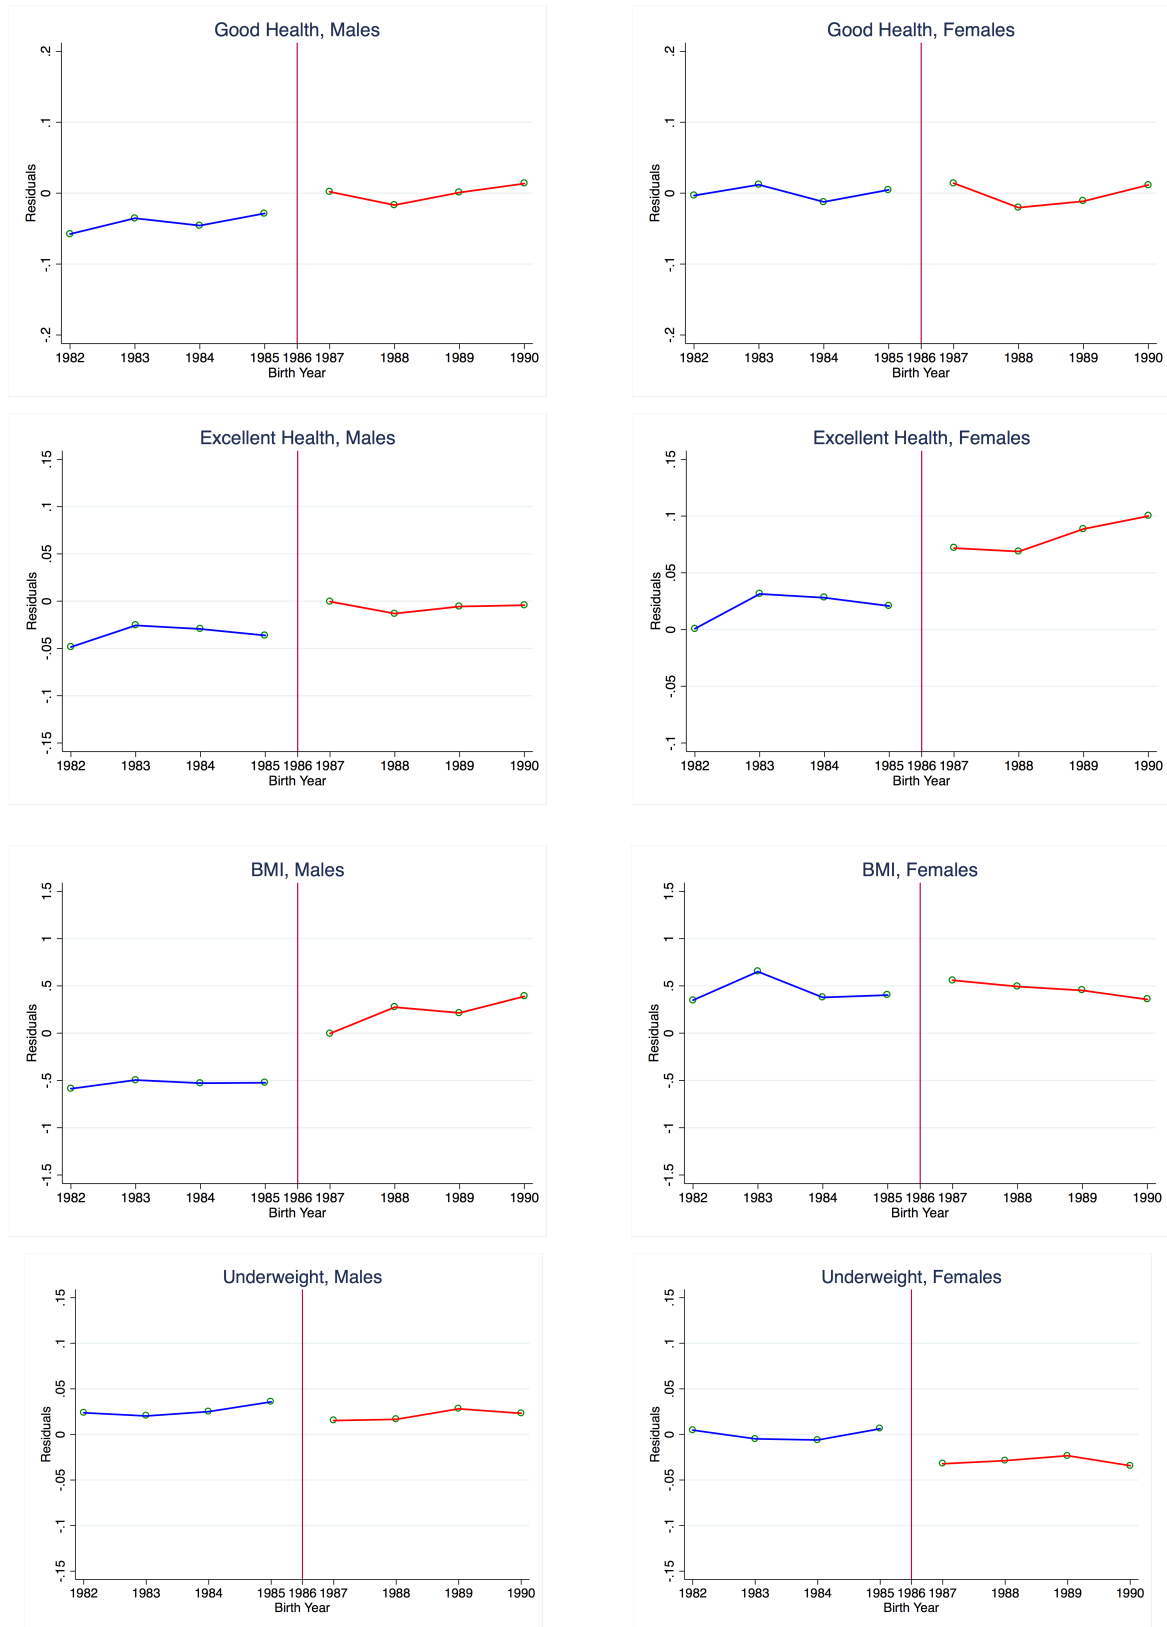 Good Health, Males
Residuals
.2
.1
0
-.1
-.2
1982 1983 1984 1985 1986 1987 1988 1989 1990
Birth Year
Good Health, Females
Residuals
.2
.1
0
-.1
-.2
1982 1983 1984 1985 1986 1987 1988 1989 1990
Birth Year
Excellent Health, Males
Residuals
.15
.1
.05
0
-.05
-.1
-.15
1982 1983 1984 1985 1986 1987 1988 1989 1990
Birth Year
Excellent Health, Females
Residuals
.15
.1
.05
0
-.05
-.1
1982 1983 1984 1985 1986 1987 1988 1989 1990
Birth Year
BMI, Males
Residuals
1.5
1
.5
0
-.5
-1
-1.5
1982 1983 1984 1985 1986 1987 1988 1989 1990
Birth Year
BMI, Females
Residuals
1.5
1
.5
0
-.5
-1
-1.5
1982 1983 1984 1985 1986 1987 1988 1989 1990
Birth Year
Underweight, Males
Residuals
.15
.1
.05
0
-.05
-.1
-.15
1982 1983 1984 1985 1986 1987 1988 1989 1990
Birth Year
Underweight, Females
Residuals
.15
.1
.05
0
-.05
-.1
-.15
1982 1983 1984 1985 1986 1987 1988 1989 1990
Birth Year